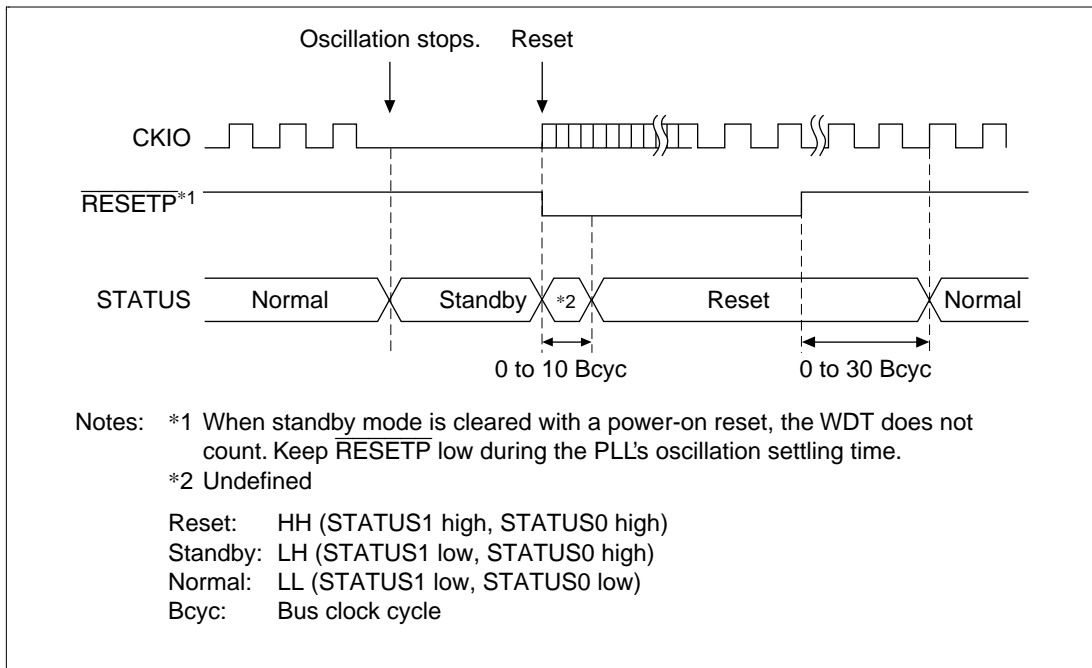 Oscillation stops. Reset
CKIO
RESETP*1
STATUS Normal Standby *2 Reset Normal
0 to 10 Bcyc 0 to 30 Bcyc
Notes: *1 When standby mode is cleared with a power-on reset, the WDT does not
count. Keep RESETP low during the PLL's oscillation settling time.
*2 Undefined
Reset: HH (STATUS1 high, STATUS0 high)
Standby: LH (STATUS1 low, STATUS0 high)
Normal: LL (STATUS1 low, STATUS0 low)
Bcyc: Bus clock cycle